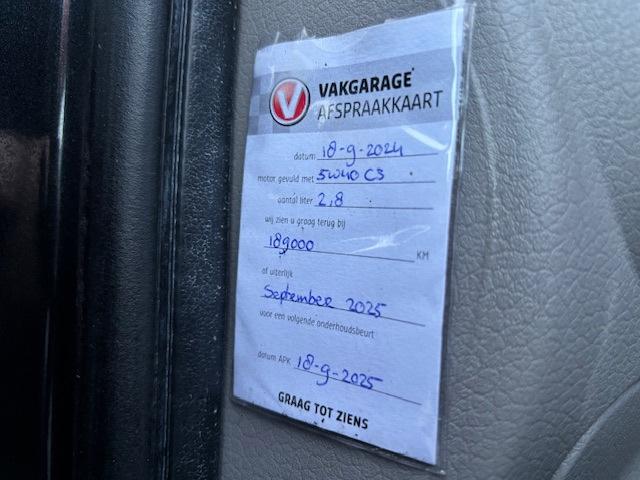 VAKGARAGE
AFSPRAAKKAART
datum 18-9-2024
motor gevuld met 5W40 C3
aantal liter 2,8
wij zien u graag terug bij
189000 KM
of uiterlijk
September 2025
voor een volgende onderhoudsbeurt
datum APK 18-9-2025
GRAAG TOT ZIENS